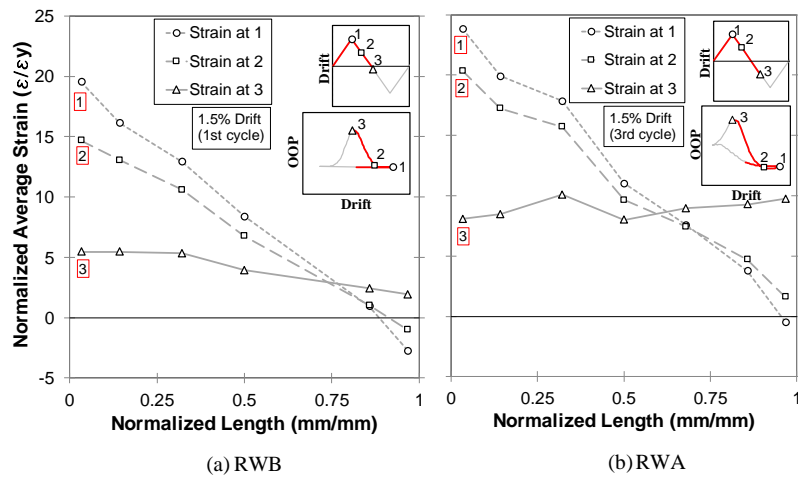 Normalized Average Strain (ε/εy)
25
20
15
10
5
0
-5
Strain at 1
Strain at 2
Strain at 3
1.5% Drift
(1st cycle)
Drift
1
2
3
OOP
3
2
1
Drift
1
2
3
0
0.25
0.5
0.75
1
Normalized Length (mm/mm)
(a) RWB
Strain at 1
Strain at 2
Strain at 3
1.5% Drift
(3rd cycle)
Drift
1
2
3
OOP
3
2
1
Drift
1
2
3
0
0.25
0.5
0.75
1
Normalized Length (mm/mm)
(b) RWA